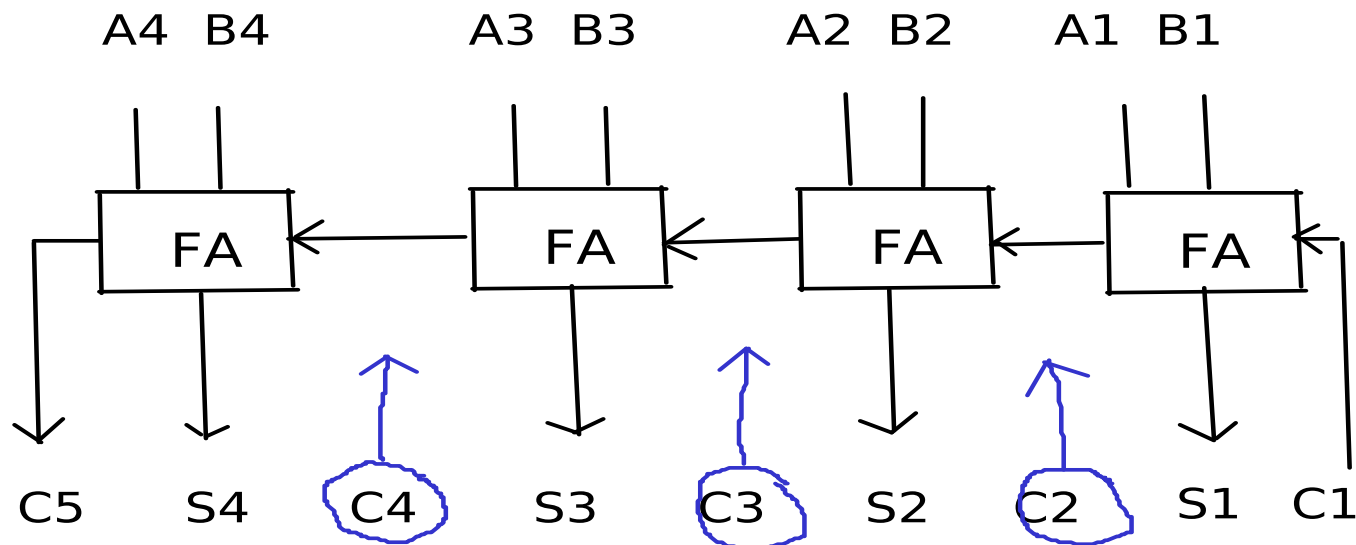 A4 B4 A3 B3 A2 B2 A1 B1
FA FA FA FA
C5 S4 C4 S3 C3 S2 C2 S1 C1